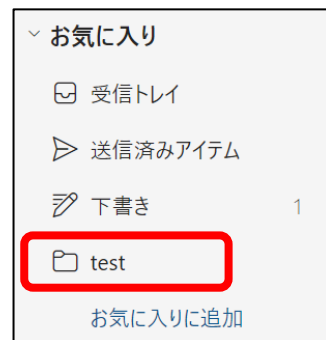 お気に入り
受信トレイ
送信済みアイテム
下書き 1
test
お気に入りに追加